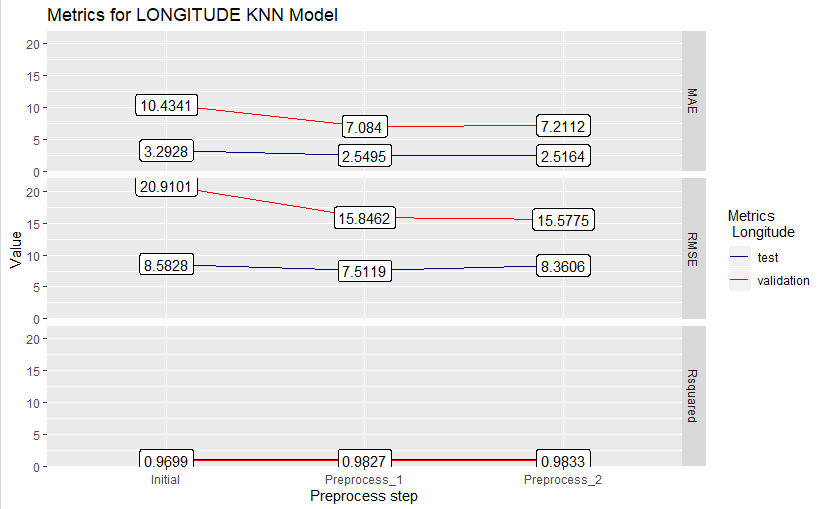 Metrics for LONGITUDE KNN Model
20
15
10
5
0
10.4341
7.084
7.2112
3.2928
2.5495
2.5164
MAE
20
15
10
5
0
20.9101
15.8462
15.5775
8.5828
7.5119
8.3606
RMSE
20
15
10
5
0
0.9699
0.9827
0.9833
Rsquared
Value
Initial
Preprocess_1
Preprocess_2
Preprocess step
Metrics
Longitude
test
validation